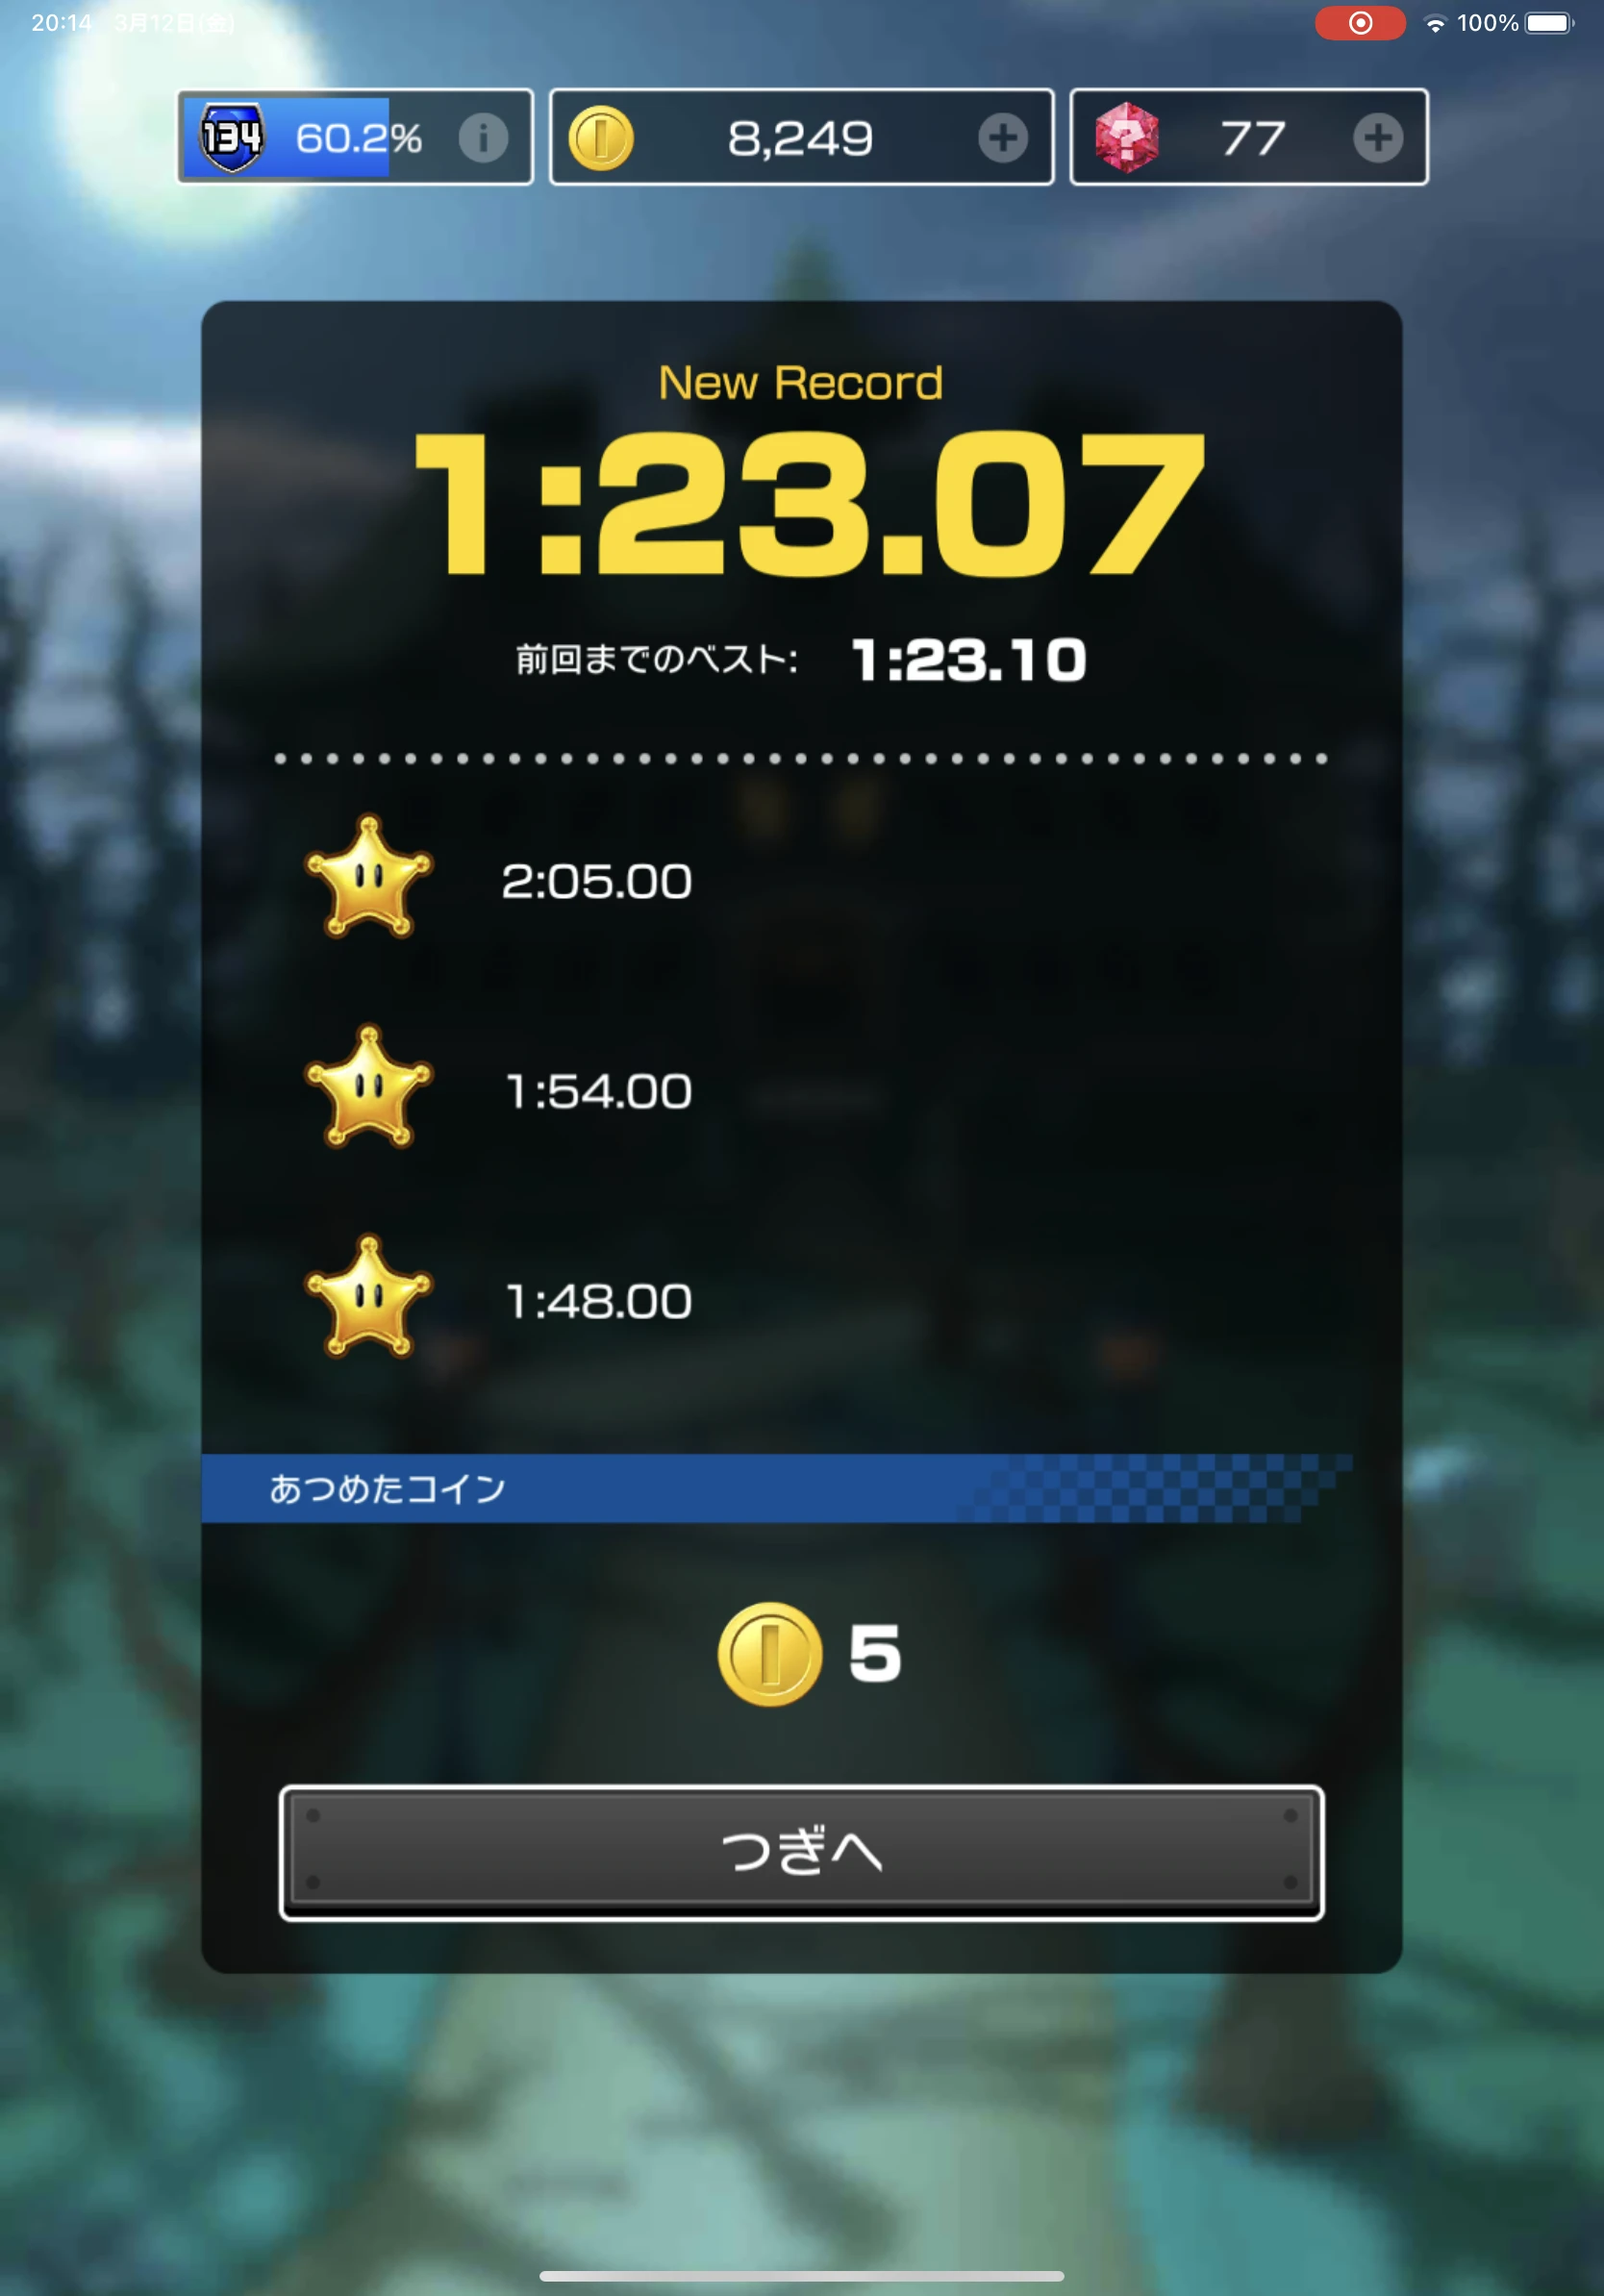 20:14 3月12日(金) 100%
134 60.2% 8,249 77
New Record
1:23.07
前回までのベスト: 1:23.10
2:05.00
1:54.00
1:48.00
あつめたコイン
5
つぎへ